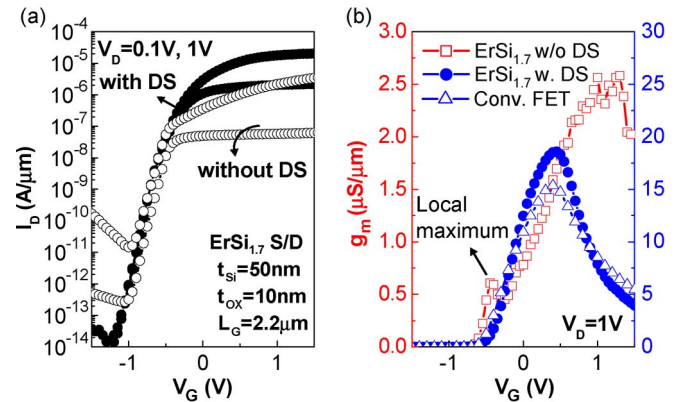 (a)
10⁻⁴
10⁻⁵
10⁻⁶
10⁻⁷
10⁻⁸
10⁻⁹
10⁻¹⁰
10⁻¹¹
10⁻¹²
10⁻¹³
10⁻¹⁴
I_D (A/μm)
V_D=0.1V, 1V
with DS
without DS
ErSi₁.₇ S/D
t_Si=50nm
t_OX=10nm
L_G=2.2μm
-1 0 1
V_G (V)
(b)
3.0
2.5
2.0
1.5
1.0
0.5
0.0
g_m (μS/μm)
ErSi₁.₇ w/o DS
ErSi₁.₇ w. DS
Conv. FET
Local
maximum
V_D=1V
30
25
20
15
10
5
0
-1 0 1
V_G (V)